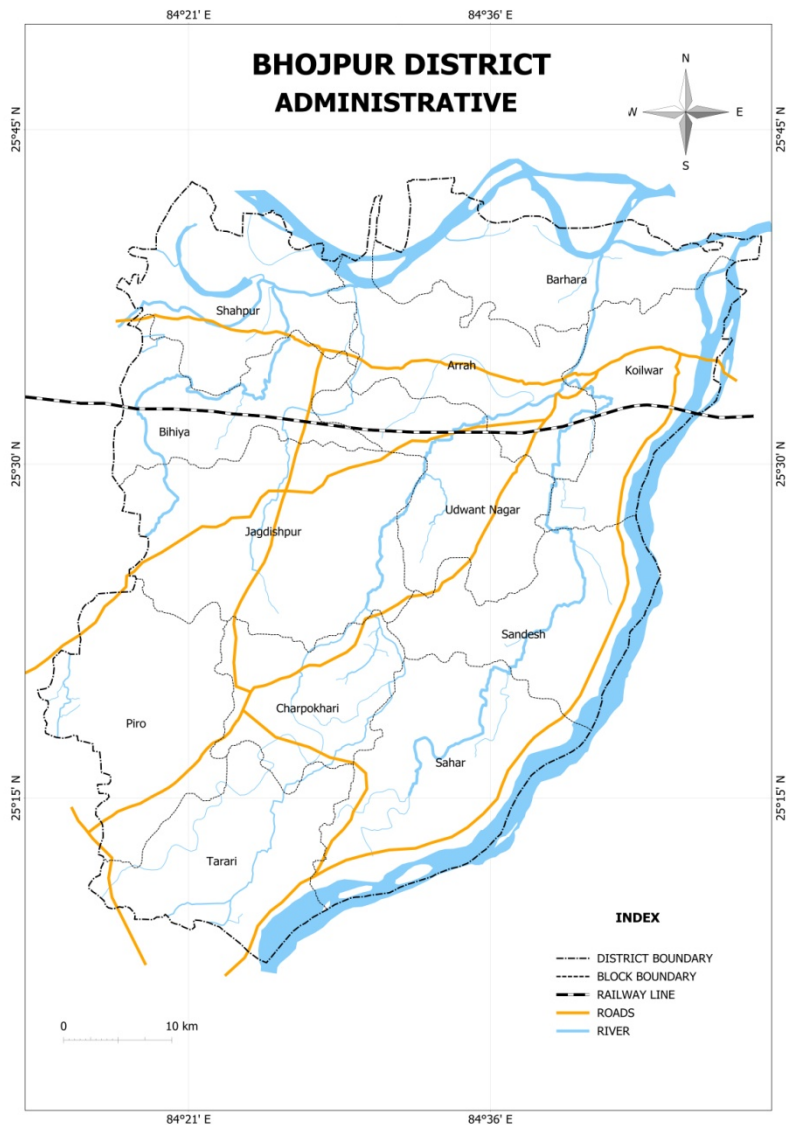 84°21' E
84°36' E
BHOJPUR DISTRICT
ADMINISTRATIVE
N
W
E
S
25°45' N
25°45' N
Barhara
Shahpur
Arrah
Koilwar
Bihiya
25°30' N
25°30' N
Udwant Nagar
Jagdishpur
Sandesh
Charpokhari
Piro
Sahar
25°15' N
25°15' N
Tarari
INDEX
DISTRICT BOUNDARY
BLOCK BOUNDARY
RAILWAY LINE
ROADS
RIVER
0 10 km
84°21' E
84°36' E